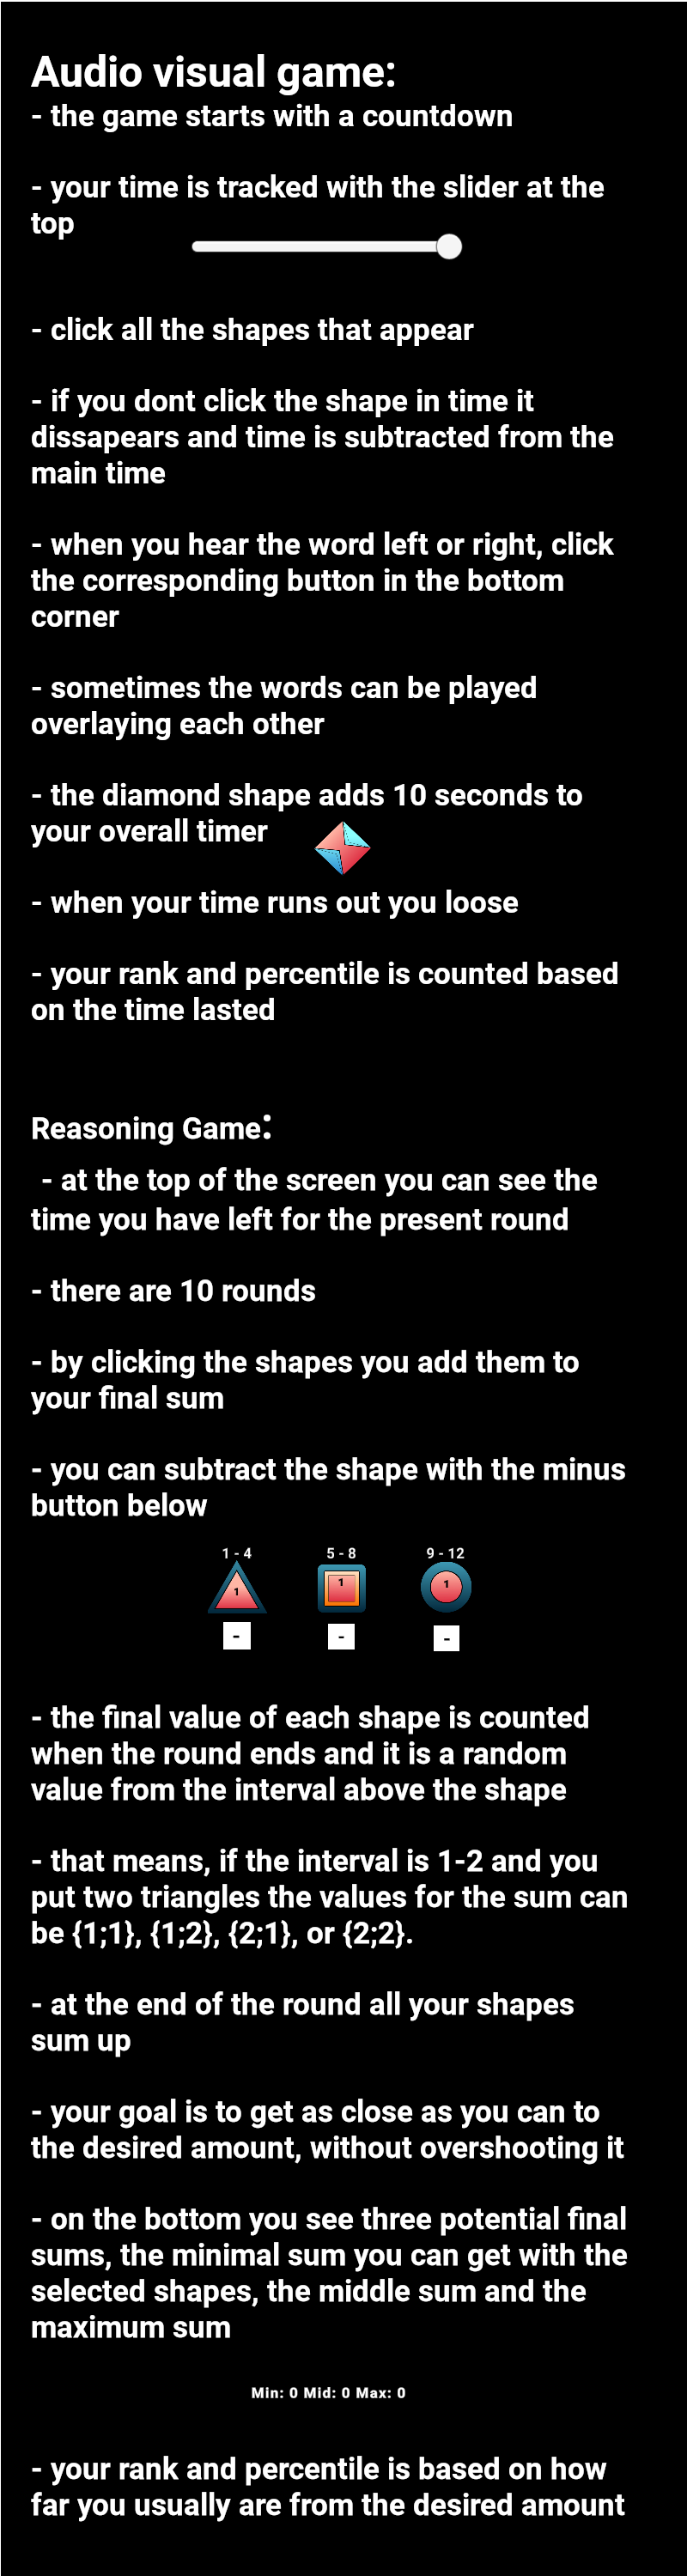 Audio visual game:
- the game starts with a countdown
- your time is tracked with the slider at the
top
- click all the shapes that appear
- if you dont click the shape in time it
dissapears and time is subtracted from the
main time
- when you hear the word left or right, click
the corresponding button in the bottom
corner
- sometimes the words can be played
overlaying each other
- the diamond shape adds 10 seconds to
your overall timer
- when your time runs out you loose
- your rank and percentile is counted based
on the time lasted
Reasoning Game:
- at the top of the screen you can see the
time you have left for the present round
- there are 10 rounds
- by clicking the shapes you add them to
your final sum
- you can subtract the shape with the minus
button below
1 - 4 5 - 8 9 - 12
1 1 1
- - -
- the final value of each shape is counted
when the round ends and it is a random
value from the interval above the shape
- that means, if the interval is 1-2 and you
put two triangles the values for the sum can
be {1;1}, {1;2}, {2;1}, or {2;2}.
- at the end of the round all your shapes
sum up
- your goal is to get as close as you can to
the desired amount, without overshooting it
- on the bottom you see three potential final
sums, the minimal sum you can get with the
selected shapes, the middle sum and the
maximum sum
Min: 0 Mid: 0 Max: 0
- your rank and percentile is based on how
far you usually are from the desired amount